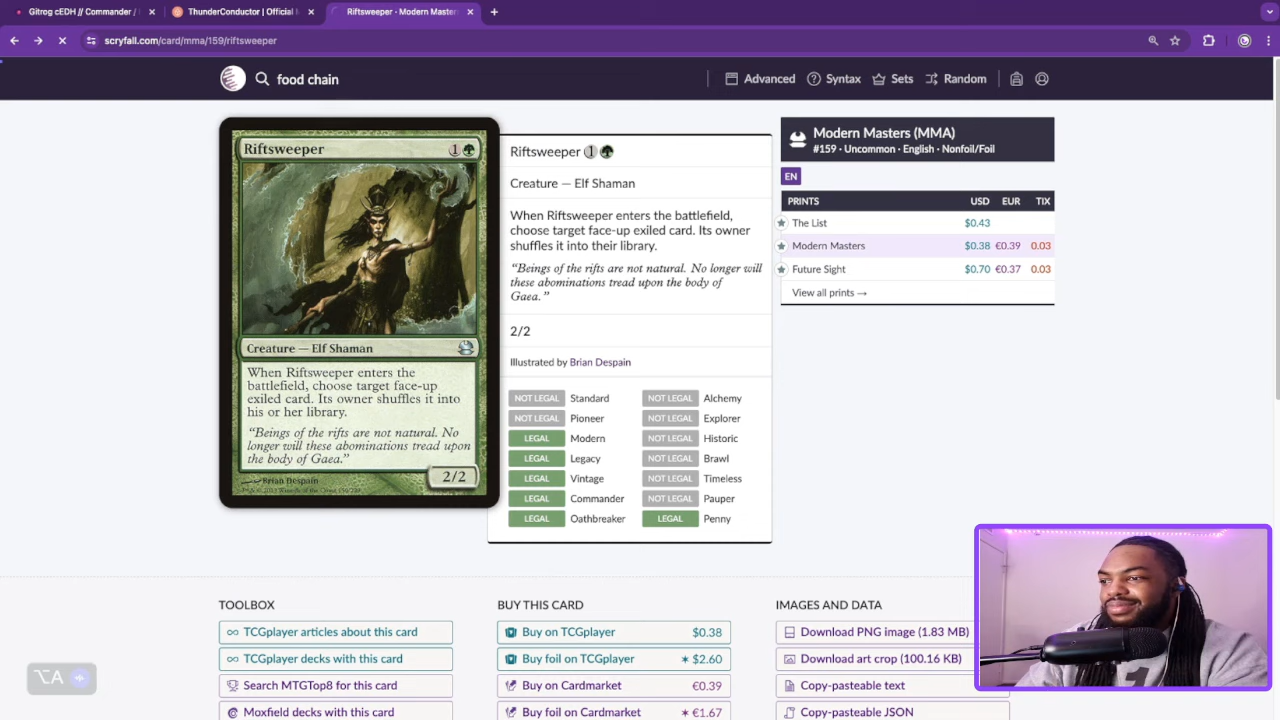 Gitrog cEDH // Commander /
ThunderConductor | Official
Riftsweeper · Modern Master
scryfall.com/card/mma/159/riftsweeper
food chain
Advanced
Syntax
Sets
Random
Riftsweeper 1
Creature — Elf Shaman
When Riftsweeper enters the
battlefield, choose target face-up
exiled card. Its owner shuffles it into
his or her library.
“Beings of the rifts are not natural. No
longer will these abominations tread upon
the body of Gaea.”
Brian Despain
2/2
Riftsweeper 1
Creature — Elf Shaman
When Riftsweeper enters the battlefield,
choose target face-up exiled card. Its owner
shuffles it into their library.
“Beings of the rifts are not natural. No longer will
these abominations tread upon the body of
Gaea.”
2/2
Illustrated by Brian Despain
NOT LEGAL Standard NOT LEGAL Alchemy
NOT LEGAL Pioneer NOT LEGAL Explorer
LEGAL Modern NOT LEGAL Historic
LEGAL Legacy NOT LEGAL Brawl
LEGAL Vintage NOT LEGAL Timeless
LEGAL Commander NOT LEGAL Pauper
LEGAL Oathbreaker LEGAL Penny
Modern Masters (MMA)
#159 · Uncommon · English · Nonfoil/Foil
EN
PRINTS USD EUR TIX
The List $0.43
Modern Masters $0.38 €0.39 0.03
Future Sight $0.70 €0.37 0.03
View all prints →
TOOLBOX
TCGplayer articles about this card
TCGplayer decks with this card
Search MTGTop8 for this card
Moxfield decks with this card
BUY THIS CARD
Buy on TCGplayer $0.38
Buy foil on TCGplayer ✶ $2.60
Buy on Cardmarket €0.39
Buy foil on Cardmarket ✶ €1.67
IMAGES AND DATA
Download PNG image (1.83 MB)
Download art crop (100.16 KB)
Copy-pasteable text
Copy-pasteable JSON
⌥A